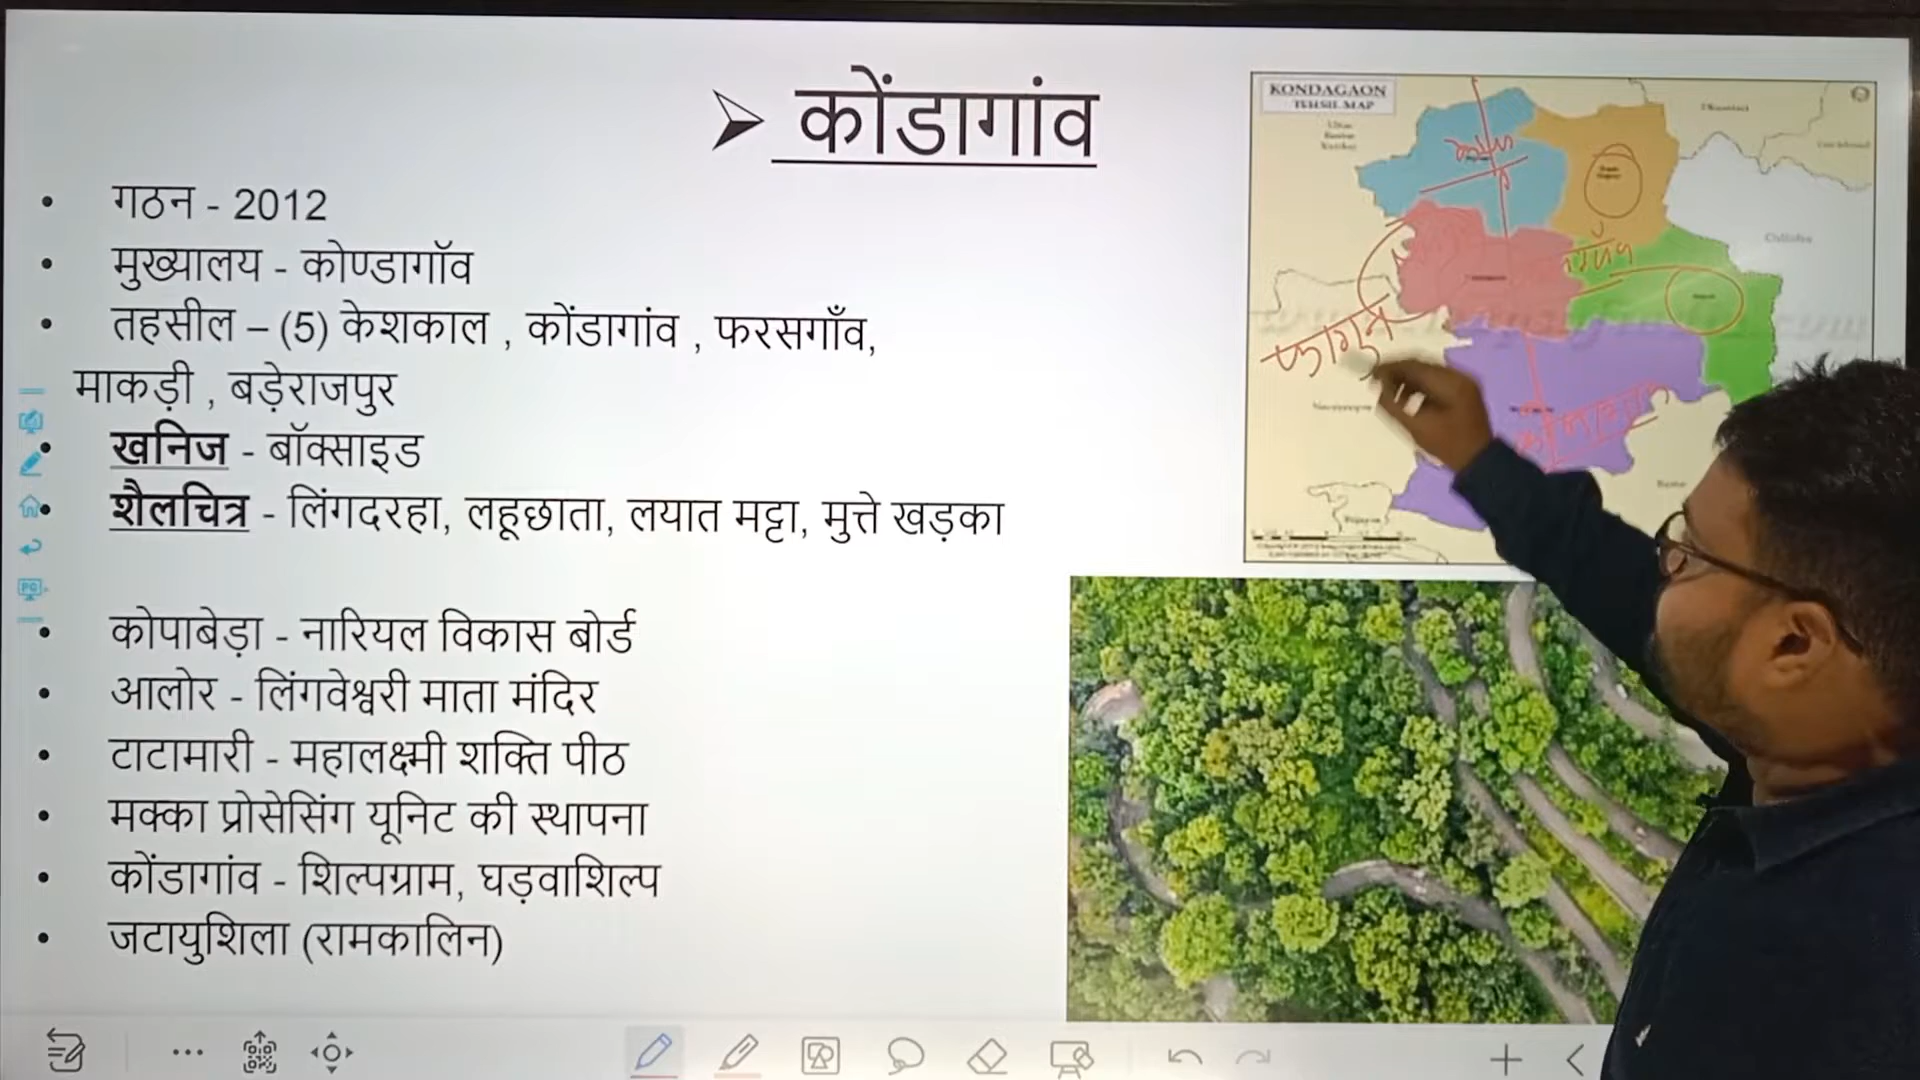 ➢ कोंडागांव
• गठन - 2012
• मुख्यालय - कोण्डागॉव
• तहसील – (5) केशकाल , कोंडागांव , फरसगाँव,
माकड़ी , बड़ेराजपुर
• खनिज - बॉक्साइड
• शैलचित्र - लिंगदरहा, लहूछाता, लयात मट्टा, मुत्ते खड़का
• कोपाबेड़ा - नारियल विकास बोर्ड
• आलोर - लिंगवेश्वरी माता मंदिर
• टाटामारी - महालक्ष्मी शक्ति पीठ
• मक्का प्रोसेसिंग यूनिट की स्थापना
• कोंडागांव - शिल्पग्राम, घड़वाशिल्प
• जटायुशिला (रामकालिन)
KONDAGAON
TEHSIL MAP